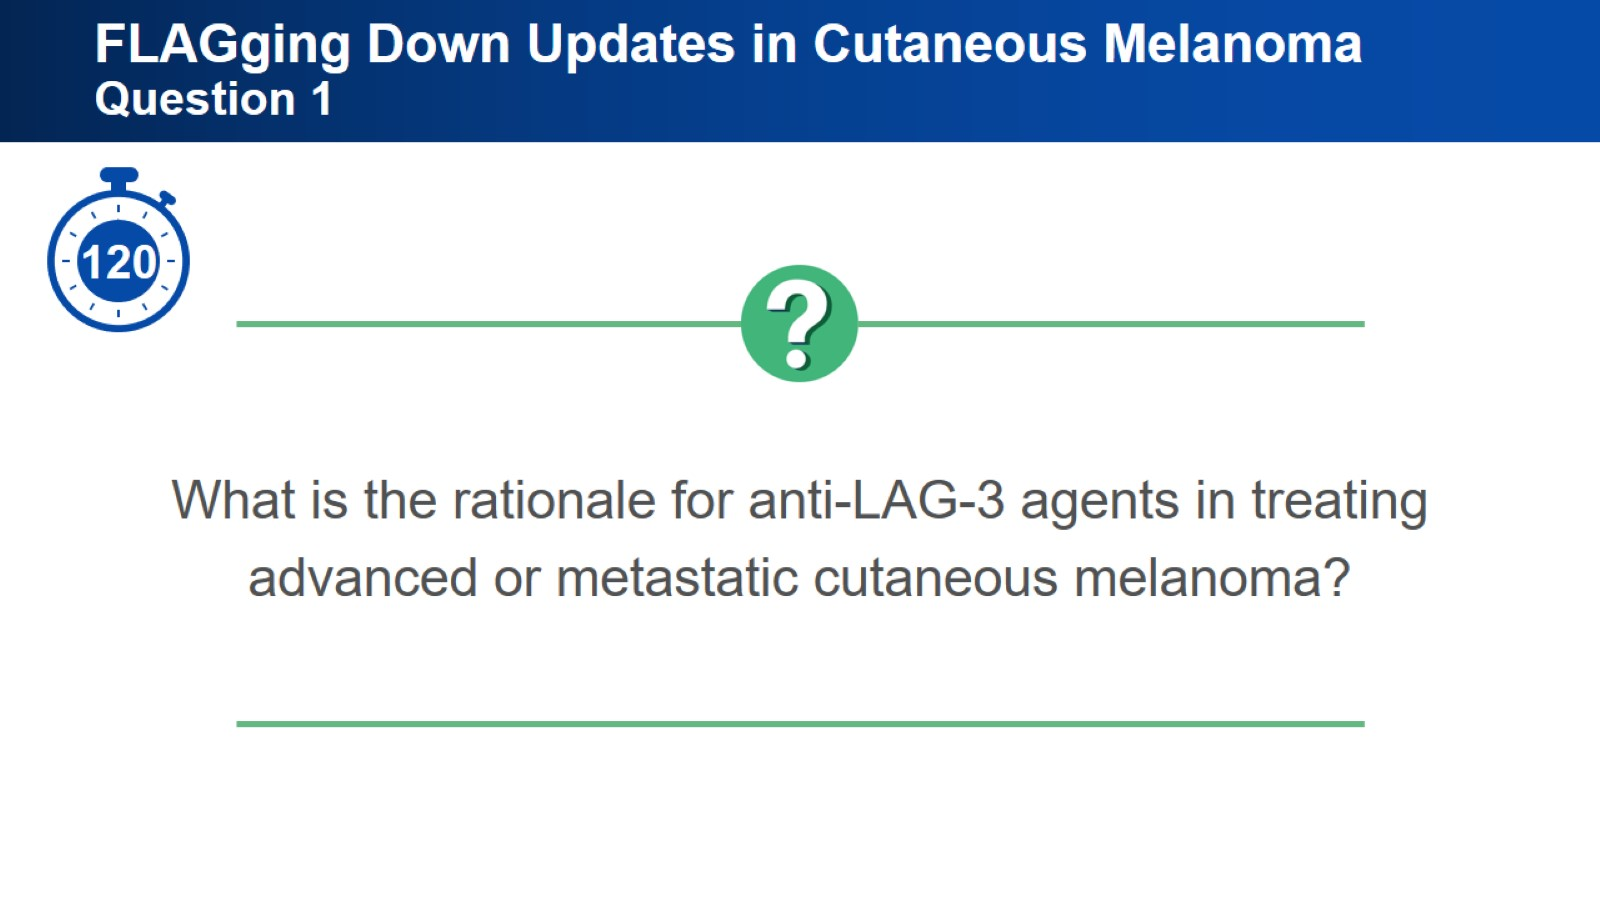 FLAGging Down Updates in Cutaneous Melanoma
Question 1
120
?
What is the rationale for anti-LAG-3 agents in treating
advanced or metastatic cutaneous melanoma?